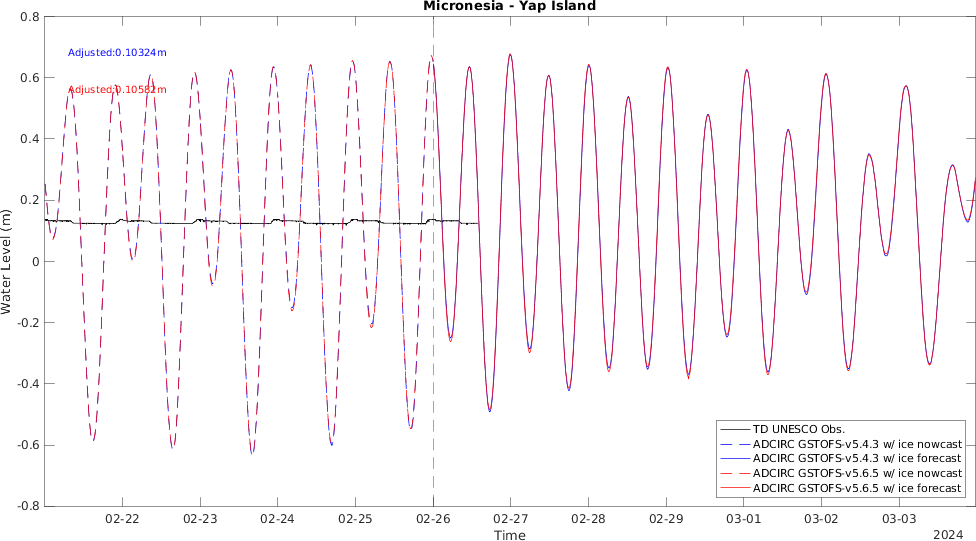 Micronesia - Yap Island
0.8
0.6
0.4
0.2
0
-0.2
-0.4
-0.6
-0.8
Water Level (m)
Adjusted:0.10324m
Adjusted:0.10582m
TD UNESCO Obs.
ADCIRC GSTOFS-v5.4.3 w/ ice nowcast
ADCIRC GSTOFS-v5.4.3 w/ ice forecast
ADCIRC GSTOFS-v5.6.5 w/ ice nowcast
ADCIRC GSTOFS-v5.6.5 w/ ice forecast
02-22 02-23 02-24 02-25 02-26 02-27 02-28 02-29 03-01 03-02 03-03
Time
2024